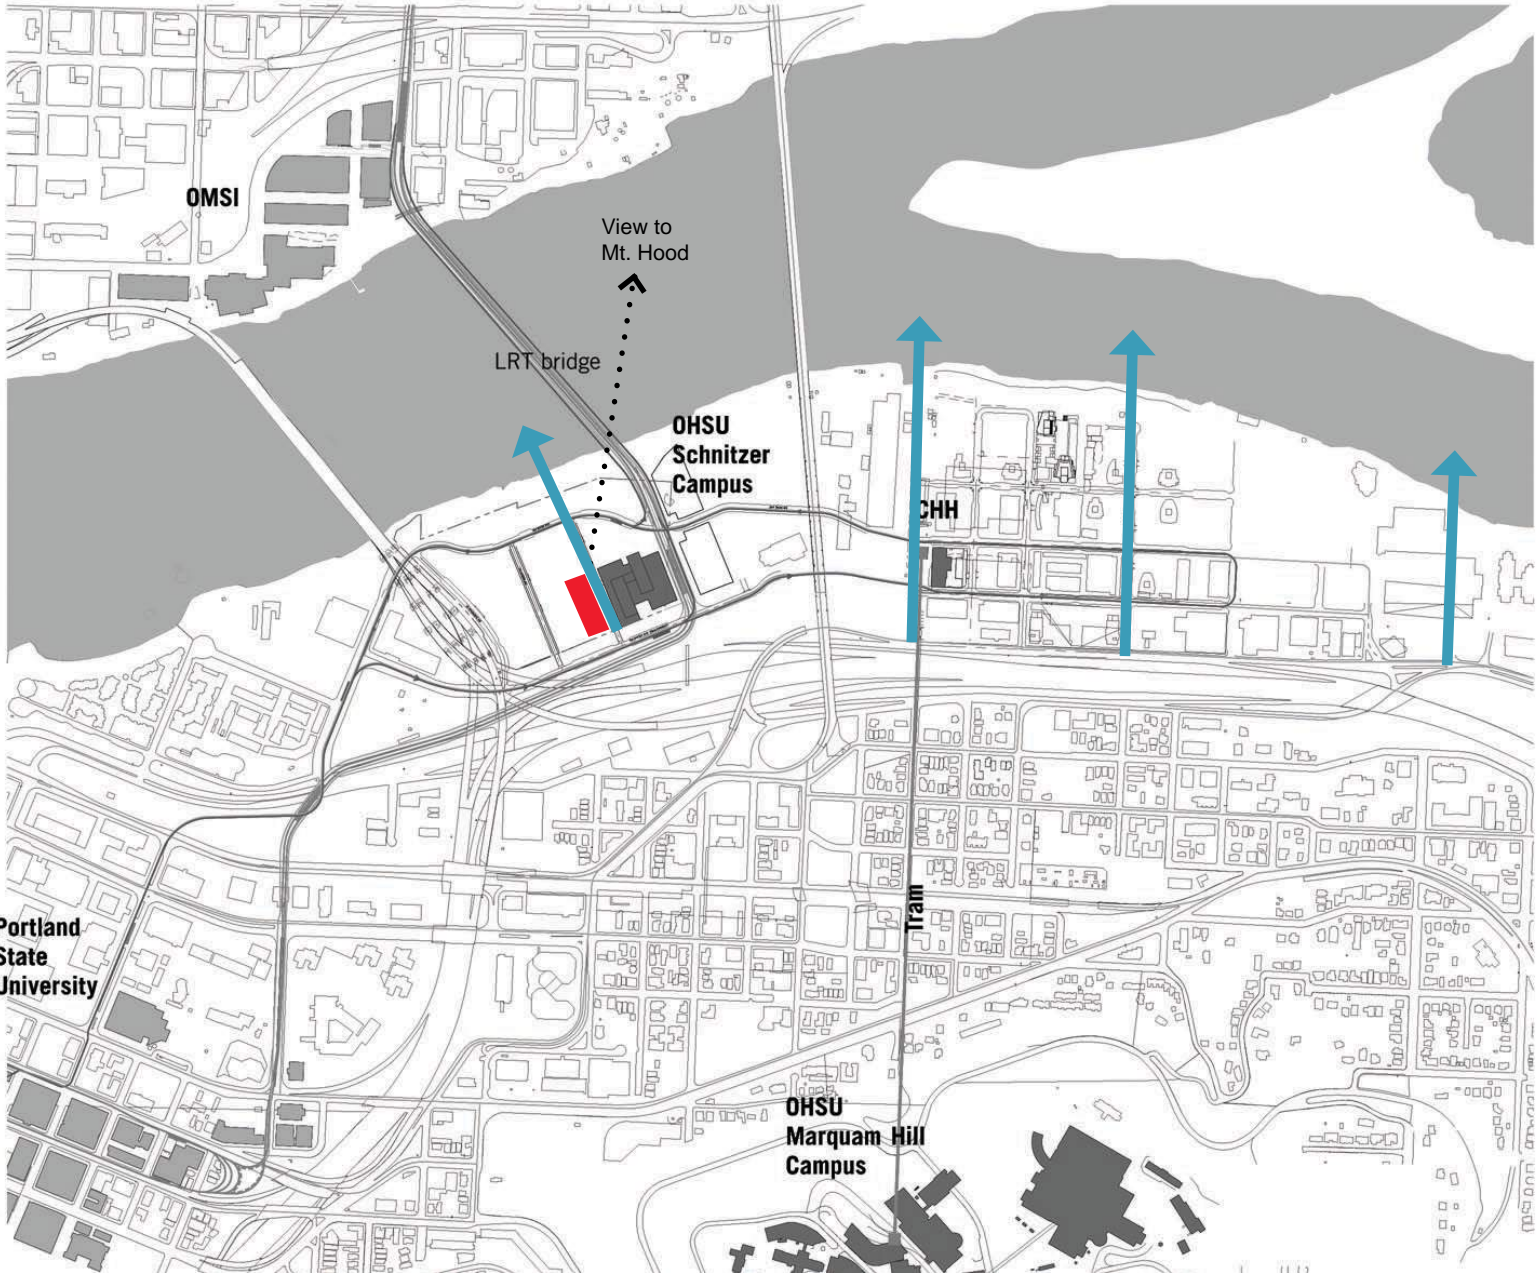 OMSI
View to
Mt. Hood
LRT bridge
OHSU
Schnitzer
Campus
CHH
Tram
Portland
State
University
OHSU
Marquam Hill
Campus